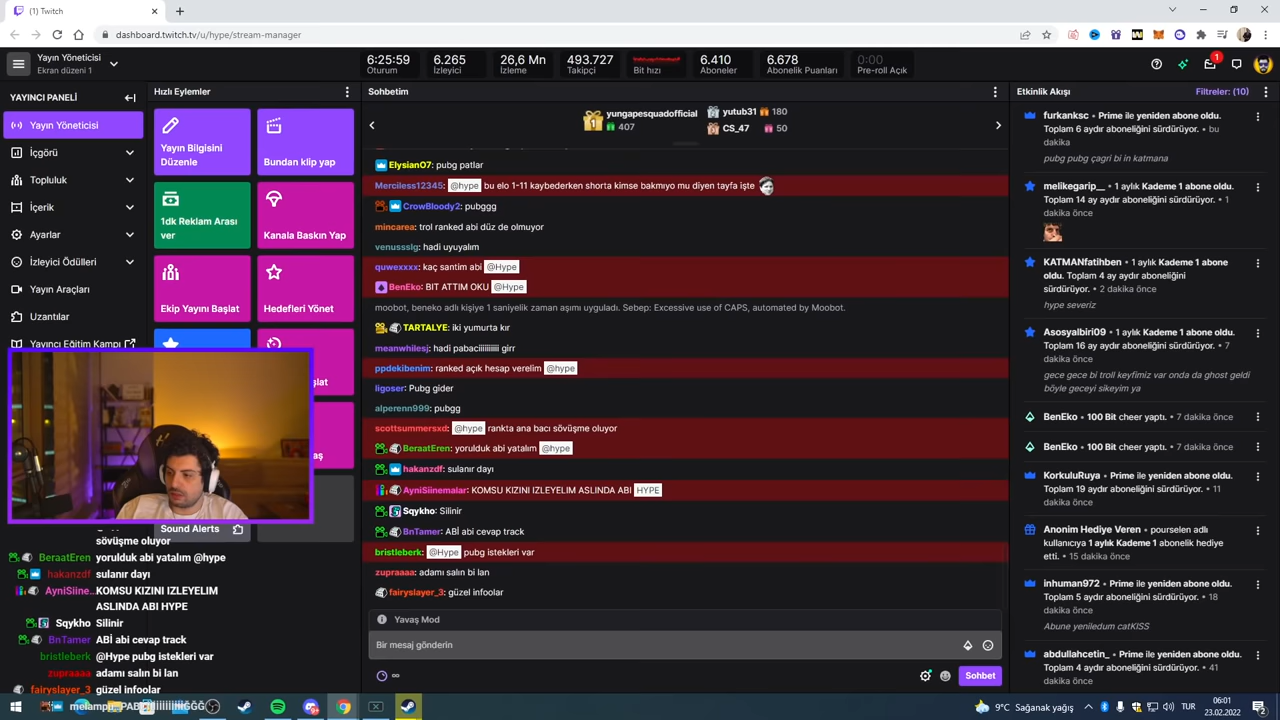 (1) Twitch
dashboard.twitch.tv/u/hype/stream-manager
Yayın Yöneticisi
Ekran düzeni 1
6:25:59
Oturum
6.265
İzleyici
26,6 Mn
İzleme
493.727
Takipçi
Bit hızı
6.410
Aboneler
6.678
Abonelik Puanları
0:00
Pre-roll Açık
1
YAYINCI PANELİ
Yayın Yöneticisi
İçgörü
Topluluk
İçerik
Ayarlar
İzleyici Ödülleri
Yayın Araçları
Uzantılar
Yayıncı Eğitim Kampı
Hızlı Eylemler
Yayın Bilgisini
Düzenle
Bundan klip yap
1dk Reklam Arası
ver
Kanala Baskın Yap
Ekip Yayını Başlat
Hedefleri Yönet
Sound Alerts
sövüşme oluyor
BeraatEren yorulduk abi yatalım @hype
hakanzdf sulanır dayı
AyniSiine... KOMSU KIZINI IZLEYELIM
ASLINDA ABI HYPE
Sqykho Silinir
BnTamer ABİ abi cevap track
bristleberk @Hype pubg istekleri var
zupraaaa adamı salın bi lan
fairyslayer_3 güzel infoolar
Sohbetim
yungapesquadofficial
407
yutub31 180
CS_47 50
ElysianO7: pubg patlar
Merciless12345: @hype bu elo 1-11 kaybederken shorta kimse bakmıyo mu diyen tayfa işte
CrowBloody2: pubggg
mincarea: trol ranked abi düz de olmuyor
venussslg: hadi uyuyalım
quwexxxx: kaç santim abi @Hype
BenEko: BIT ATTIM OKU @Hype
moobot, beneko adlı kişiye 1 saniyelik zaman aşımı uyguladı. Sebep: Excessive use of CAPS, automated by Moobot.
TARTALYE: iki yumurta kır
meanwhilesj: hadi pabaciiiiiiiiii girr
ppdekibenim: ranked açık hesap verelim @hype
ligoser: Pubg gider
alperenn999: pubgg
scottsummersxd: @hype rankta ana bacı sövüşme oluyor
BeraatEren: yorulduk abi yatalım @hype
hakanzdf: sulanır dayı
AyniSiinemalar: KOMSU KIZINI IZLEYELIM ASLINDA ABI HYPE
Sqykho: Silinir
BnTamer: ABİ abi cevap track
bristleberk: @Hype pubg istekleri var
zupraaaa: adamı salın bi lan
fairyslayer_3: güzel infoolar
Yavaş Mod
Bir mesaj gönderin
Sohbet
Etkinlik Akışı
Filtreler: (10)
furkanksc • Prime ile yeniden abone oldu.
Toplam 6 aydır aboneliğini sürdürüyor. • bu
dakika
pubg pubg çagri bi in katmana
melikegarip__ • 1 aylık Kademe 1 abone oldu.
Toplam 14 ay aydır aboneliğini sürdürüyor. • 1
dakika önce
KATMANfatihben • 1 aylık Kademe 1 abone
oldu. Toplam 4 ay aydır aboneliğini sürdürüyor.
• 2 dakika önce
hype severiz
Asosyalbiri09 • 1 aylık Kademe 1 abone oldu.
Toplam 16 ay aydır aboneliğini sürdürüyor. • 7
dakika önce
gece gece bi troll keyfimiz var onda da ghost geldi
böyle geceyi sikeyim ya
BenEko • 100 Bit cheer yaptı. • 7 dakika önce
BenEko • 100 Bit cheer yaptı. • 7 dakika önce
KorkuluRuya • Prime ile yeniden abone oldu.
Toplam 19 aydır aboneliğini sürdürüyor. • 11
dakika önce
Anonim Hediye Veren • pourselen adlı
kullanıcıya 1 aylık Kademe 1 abonelik hediye
etti. • 15 dakika önce
inhuman972 • Prime ile yeniden abone oldu.
Toplam 5 aydır aboneliğini sürdürüyor. • 18
dakika önce
Abune yeniledum catKISS
abdullahcetin_ • Prime ile yeniden abone oldu.
Toplam 4 aydır aboneliğini sürdürüyor. • 41
dakika önce
9°C Sağanak yağış
TUR
06:01
23.02.2022
2